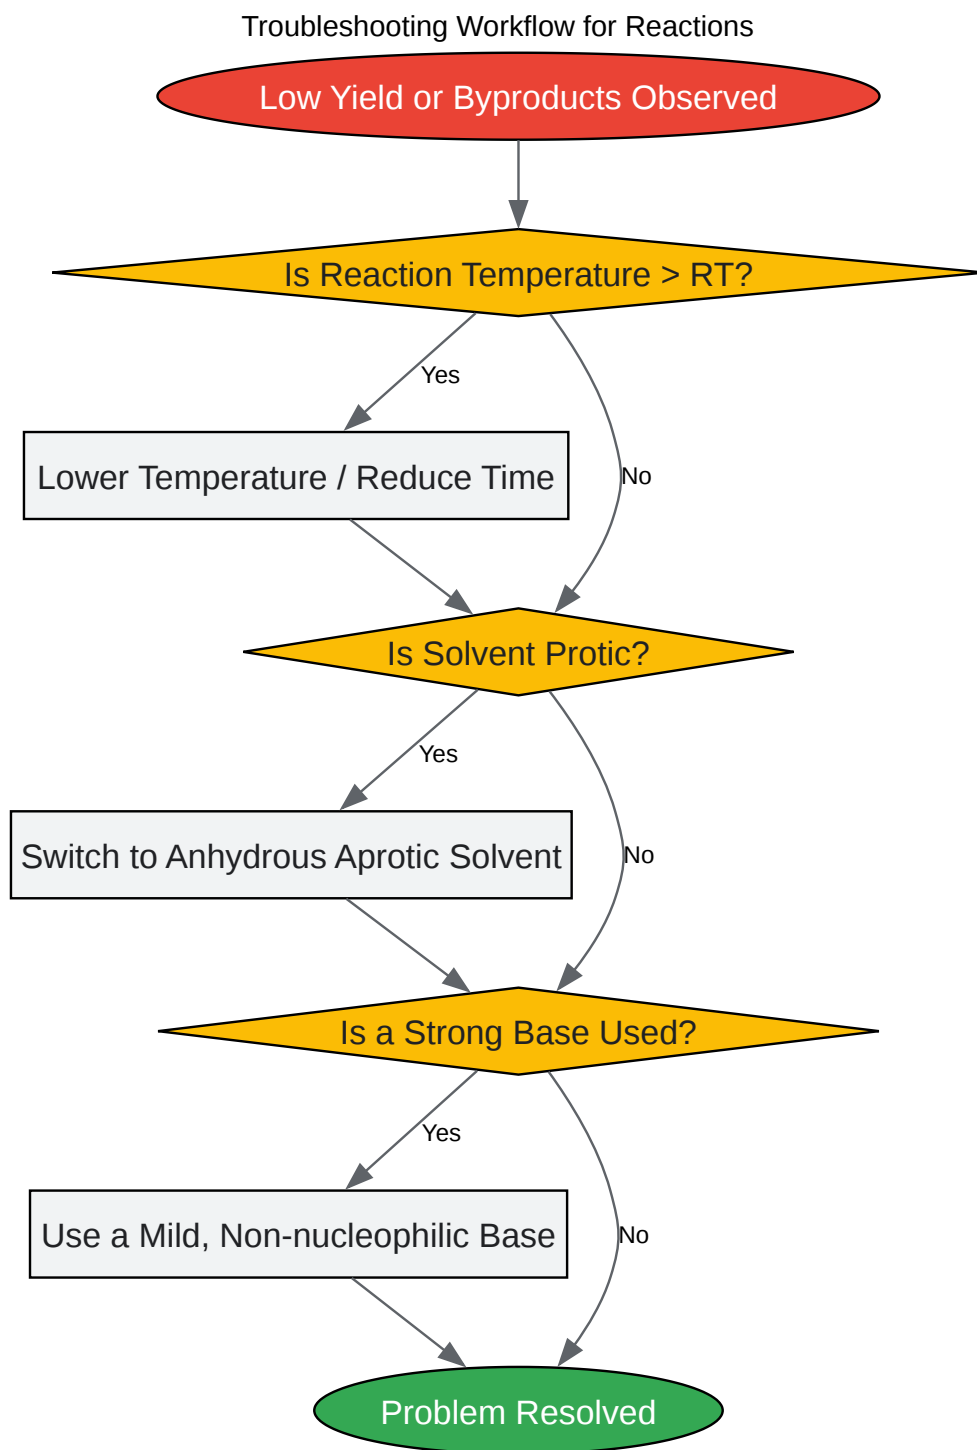 Troubleshooting Workflow for Reactions
Low Yield or Byproducts Observed
Is Reaction Temperature > RT?
Yes
Lower Temperature / Reduce Time
No
Is Solvent Protic?
Yes
Switch to Anhydrous Aprotic Solvent
No
Is a Strong Base Used?
Yes
Use a Mild, Non-nucleophilic Base
No
Problem Resolved